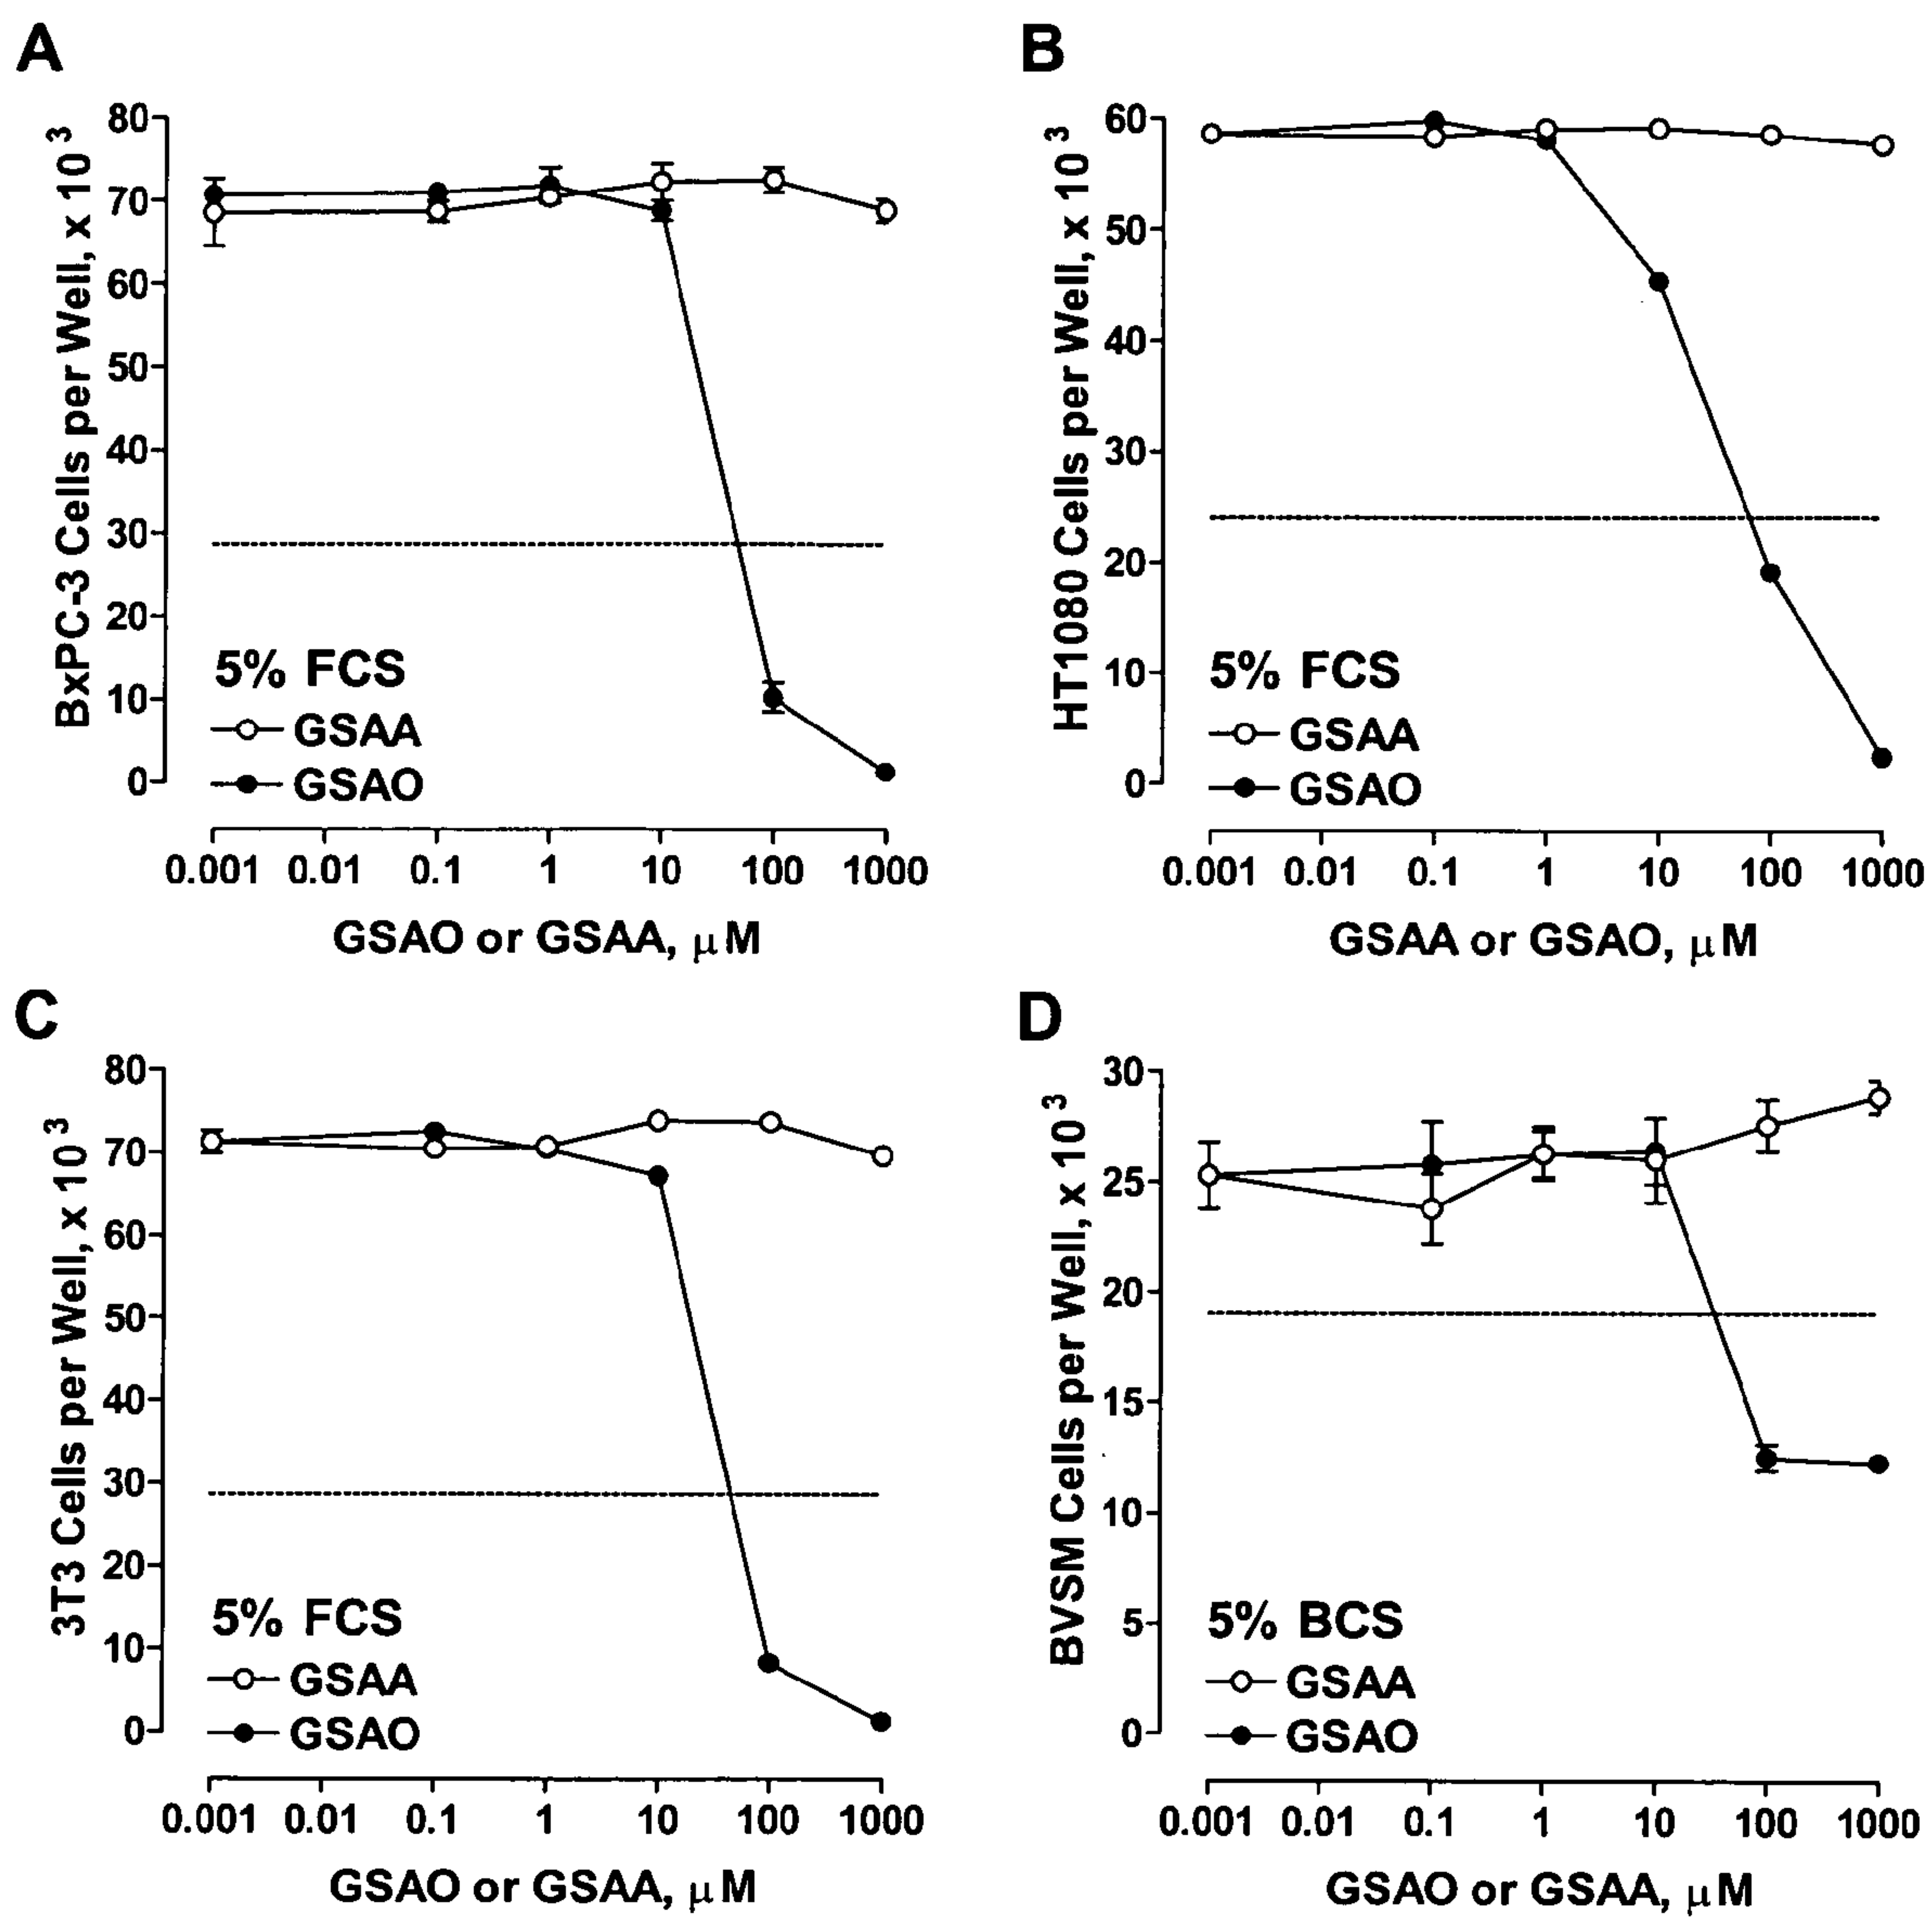 A
BxPC-3 Cells per Well, x 10³
80
70
60
50
40
30
20
10
0
5% FCS
GSAA
GSAO
0.001 0.01 0.1 1 10 100 1000
GSAO or GSAA, μM
B
HT1080 Cells per Well, x 10³
60
50
40
30
20
10
0
5% FCS
GSAA
GSAO
0.001 0.01 0.1 1 10 100 1000
GSAA or GSAO, μM
C
3T3 Cells per Well, x 10³
80
70
60
50
40
30
20
10
0
5% FCS
GSAA
GSAO
0.001 0.01 0.1 1 10 100 1000
GSAO or GSAA, μM
D
BVSM Cells per Well, x 10³
30
25
20
15
10
5
0
5% BCS
GSAA
GSAO
0.001 0.01 0.1 1 10 100 1000
GSAO or GSAA, μM